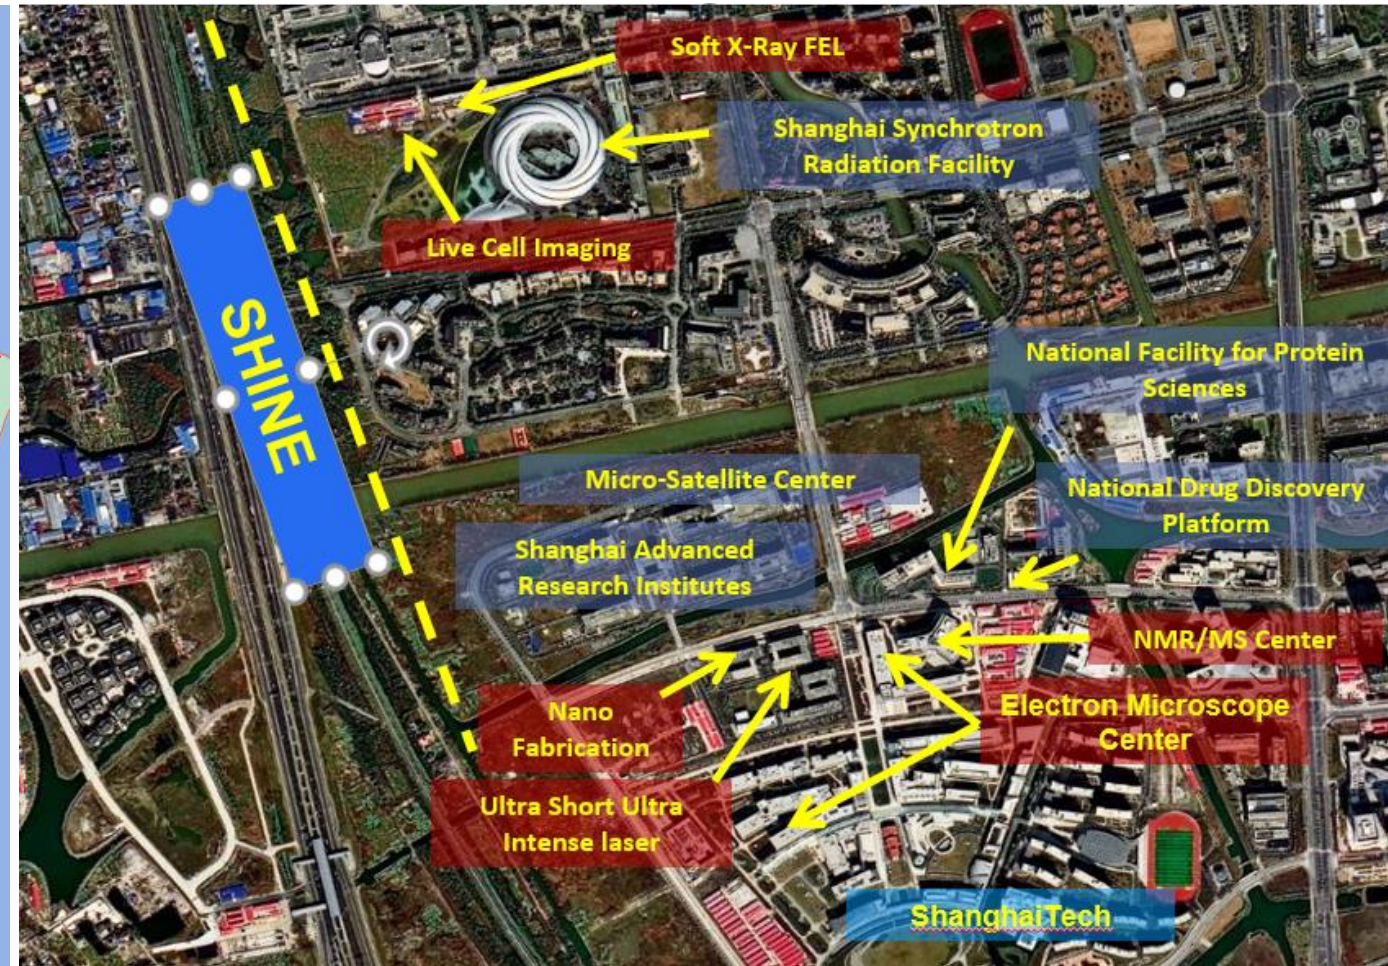 Soft X-Ray FEL
Shanghai Synchrotron
Radiation Facility
Live Cell Imaging
SHINE
National Facility for Protein
Sciences
Micro-Satellite Center
National Drug Discovery
Platform
Shanghai Advanced
Research Institutes
NMR/MS Center
Nano
Fabrication
Electron Microscope
Center
Ultra Short Ultra
Intense laser
ShanghaiTech